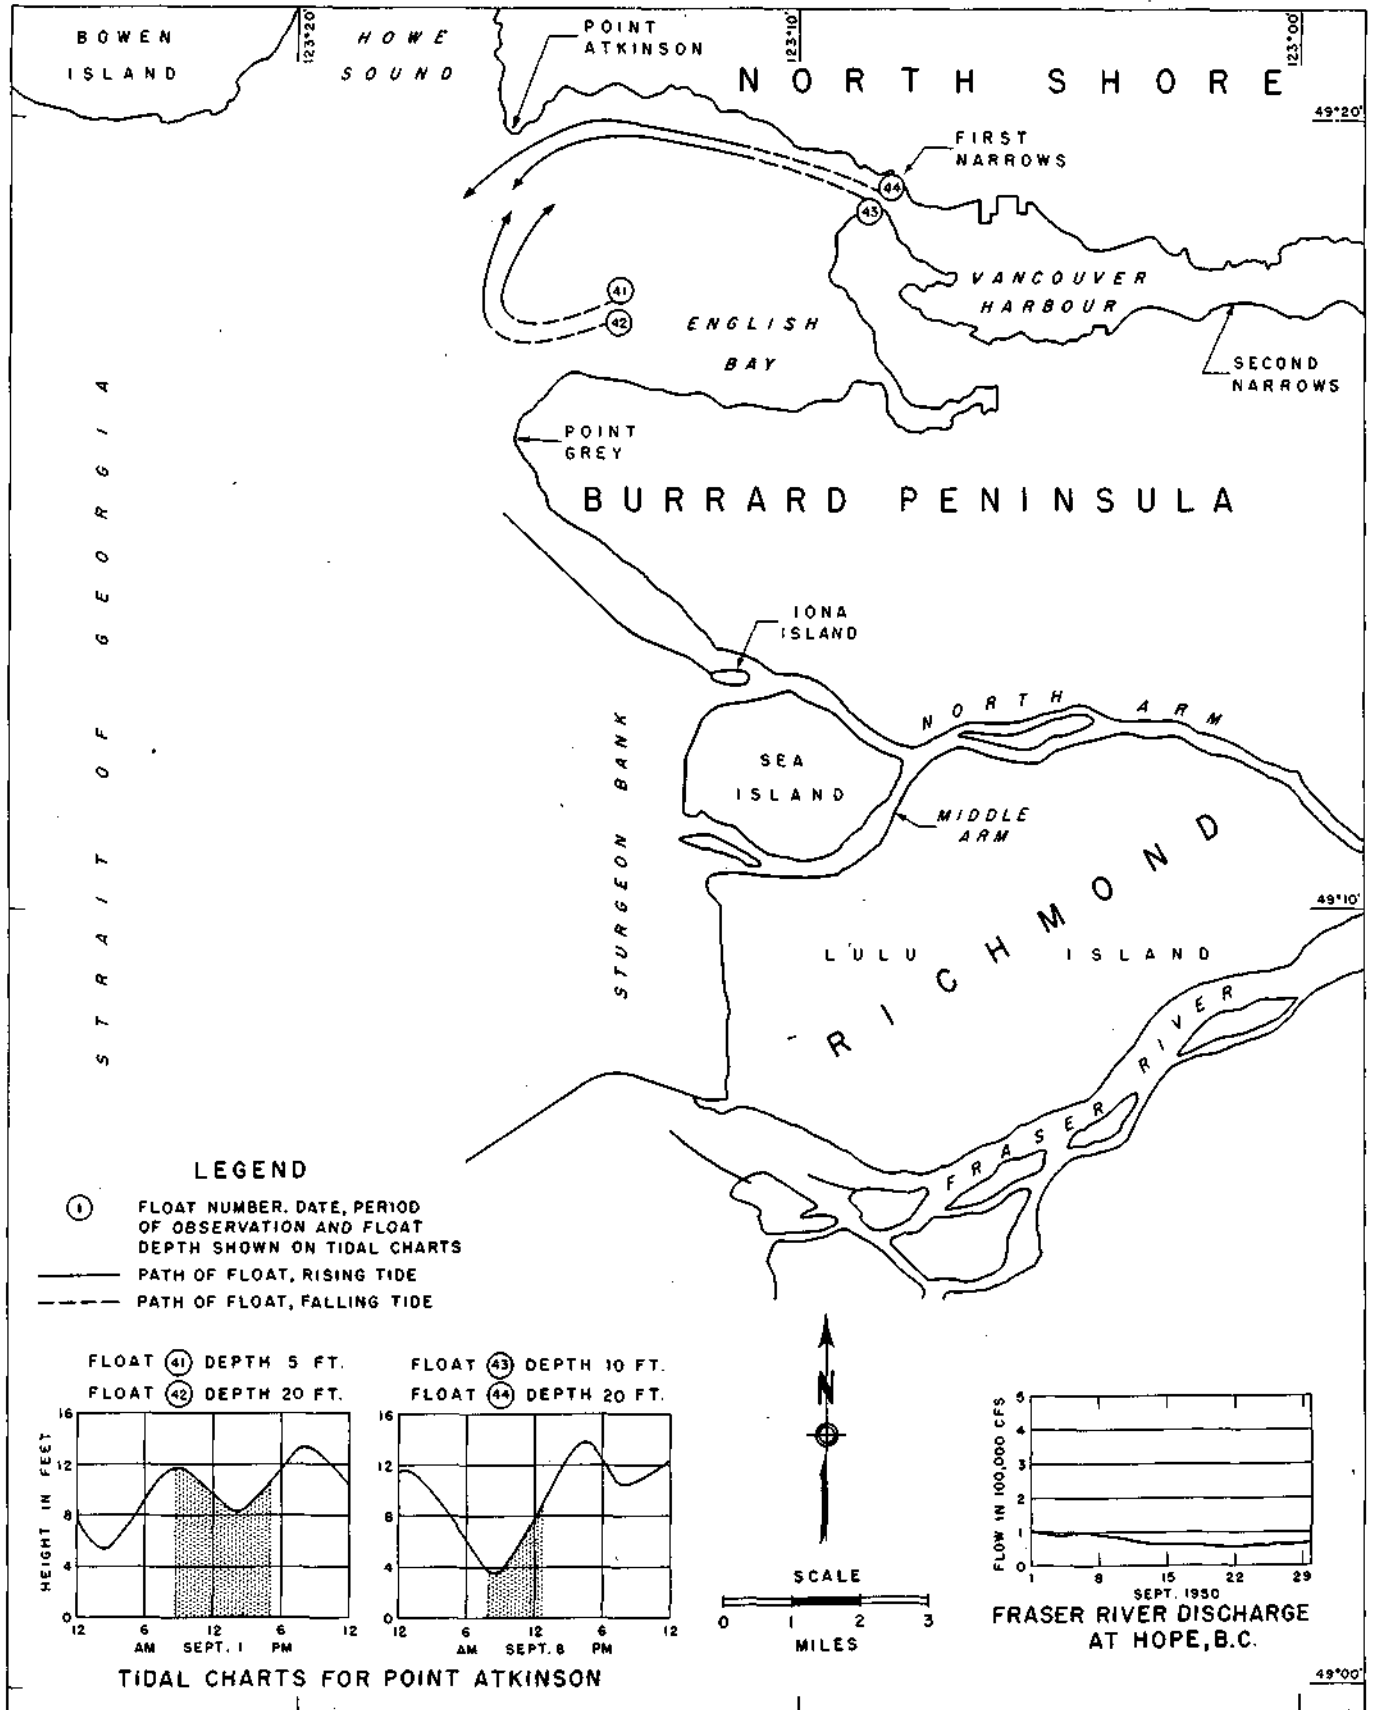 BOWEN
ISLAND
123°20'
HOWE
SOUND
POINT
ATKINSON
123°10'
123°00'
NORTH SHORE
49°20'
FIRST
NARROWS
44
43
41
42
VANCOUVER
HARBOUR
ENGLISH
BAY
SECOND
NARROWS
POINT
GREY
BURRARD PENINSULA
STRAIT OF GEORGIA
IONA
ISLAND
NORTH ARM
STURGEON BANK
SEA
ISLAND
MIDDLE
ARM
RICHMOND
49°10'
LULU ISLAND
FRASER RIVER
LEGEND
1 FLOAT NUMBER. DATE, PERIOD
OF OBSERVATION AND FLOAT
DEPTH SHOWN ON TIDAL CHARTS
PATH OF FLOAT, RISING TIDE
PATH OF FLOAT, FALLING TIDE
FLOAT 41 DEPTH 5 FT.
FLOAT 42 DEPTH 20 FT.
FLOAT 43 DEPTH 10 FT.
FLOAT 44 DEPTH 20 FT.
HEIGHT IN FEET
16
12
8
4
0
12 6 12 6 12
AM SEPT. 1 PM
16
12
8
4
0
12 6 12 6 12
AM SEPT. 8 PM
TIDAL CHARTS FOR POINT ATKINSON
N
SCALE
0 1 2 3
MILES
FLOW IN 100,000 CFS
5
4
3
2
1
0
1 8 15 22 29
SEPT. 1950
FRASER RIVER DISCHARGE
AT HOPE, B.C.
49°00'